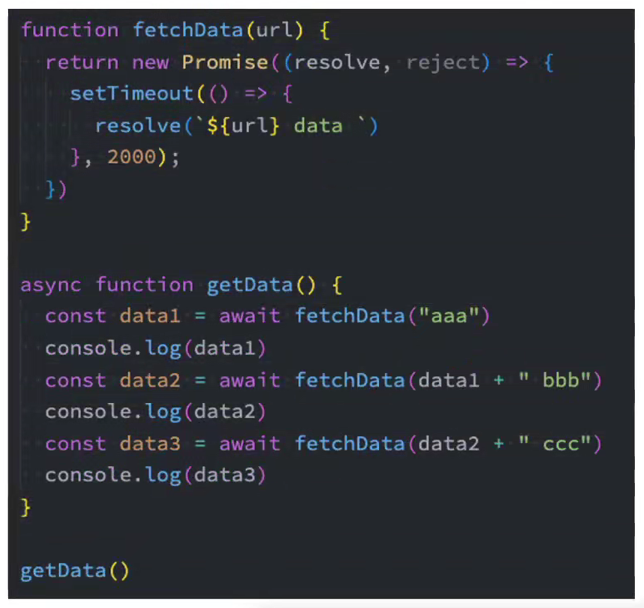 function fetchData(url) {
  return new Promise((resolve, reject) => {
    setTimeout(() => {
      resolve(`${url} data `)
    }, 2000);
  })
}

async function getData() {
  const data1 = await fetchData("aaa")
  console.log(data1)
  const data2 = await fetchData(data1 + " bbb")
  console.log(data2)
  const data3 = await fetchData(data2 + " ccc")
  console.log(data3)
}

getData()